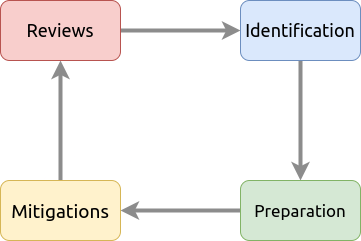 Reviews
Identification
Mitigations
Preparation